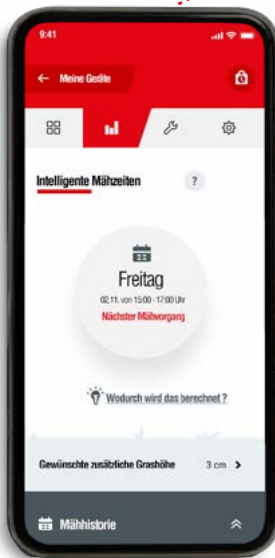 9:41
Meine Geräte
Intelligente Mähzeiten ?
Freitag
02.11. von 15:00 - 17:00 Uhr
Nächster Mähvorgang
Wodurch wird das berechnet ?
Gewünschte zusätzliche Grashöhe 3 cm
Mähhistorie